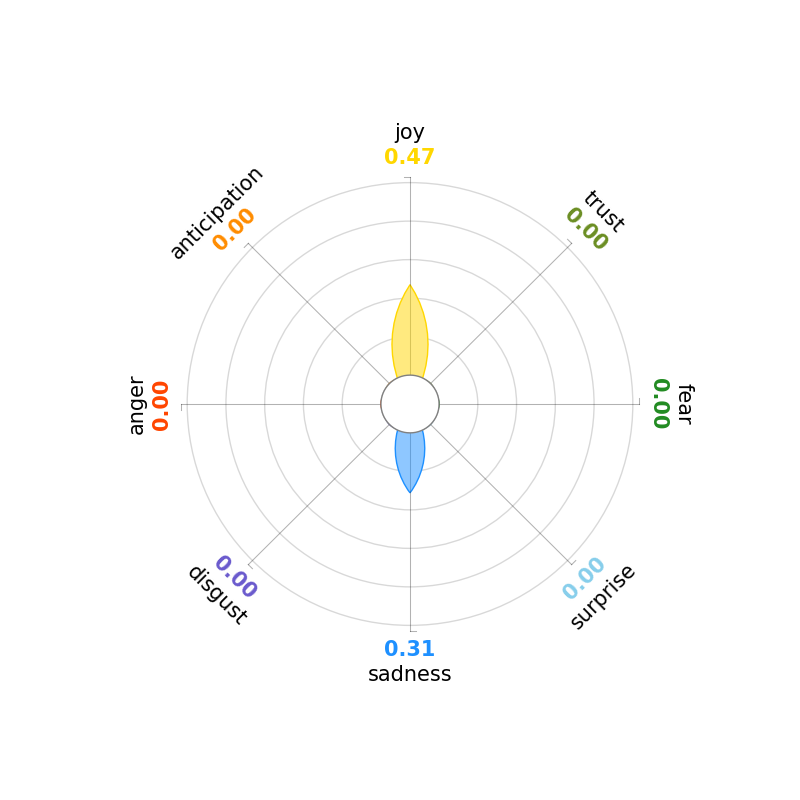 joy
0.47
anticipation
0.00
trust
0.00
anger
0.00
fear
0.00
disgust
0.00
surprise
0.00
0.31
sadness